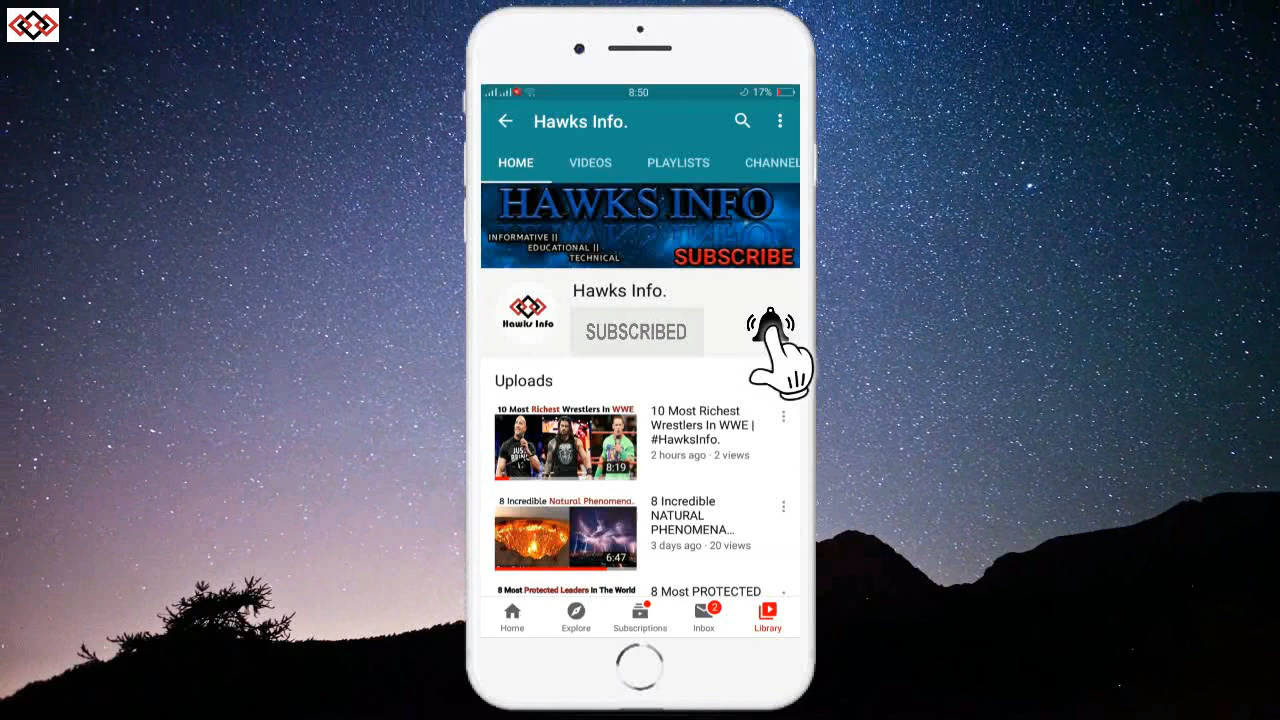 8:50
17%
Hawks Info.
HOME VIDEOS PLAYLISTS CHANNEL
HAWKS INFO
INFORMATIVE ||
EDUCATIONAL ||
TECHNICAL
SUBSCRIBE
Hawks Info
Hawks Info.
SUBSCRIBED
Uploads
10 Most Richest Wrestlers In WWE
JUST
BRING
8:19
10 Most Richest
Wrestlers In WWE |
#HawksInfo.
2 hours ago · 2 views
8 Incredible Natural Phenomena.
6:47
8 Incredible
NATURAL
PHENOMENA...
3 days ago · 20 views
8 Most Protected Leaders In The World
8 Most PROTECTED
2
Home Explore Subscriptions Inbox Library